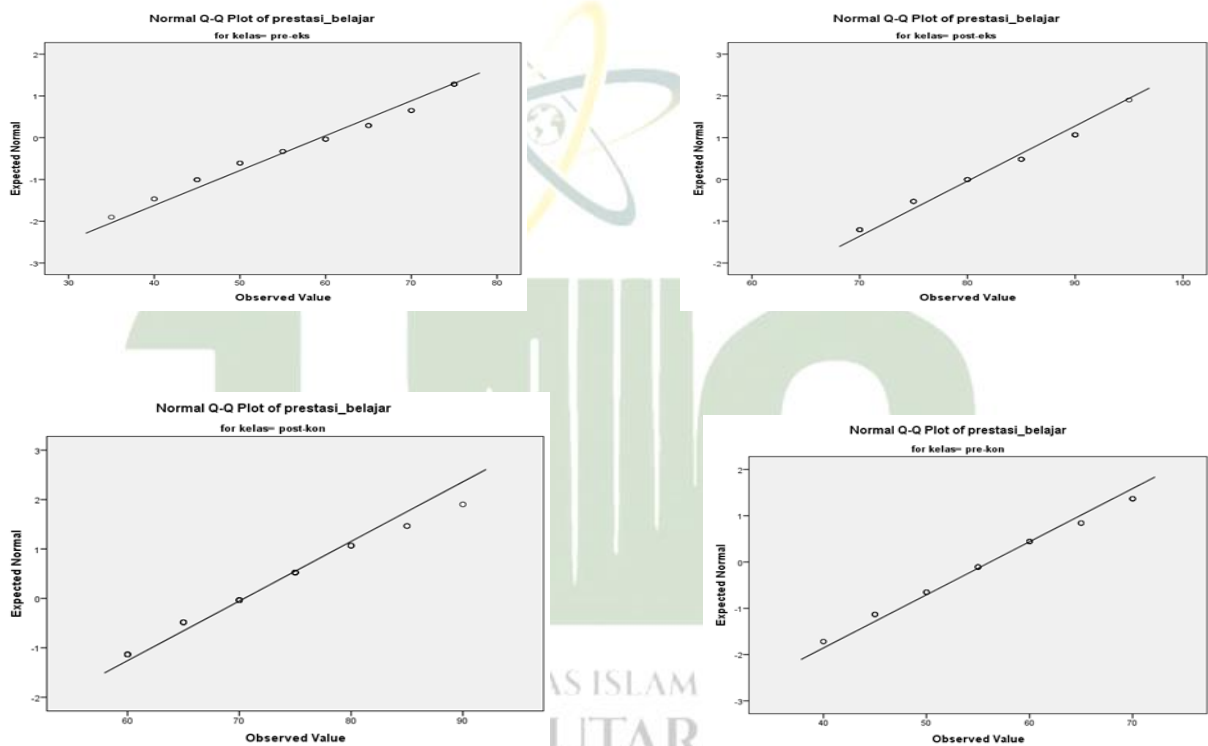 Normal Q-Q Plot of prestasi_belajar
for kelas= pre-eks
2
1
0
-1
-2
-3
Expected Normal
30 40 50 60 70 80
Observed Value
Normal Q-Q Plot of prestasi_belajar
for kelas= post-eks
3
2
1
0
-1
-2
Expected Normal
60 70 80 90 100
Observed Value
Normal Q-Q Plot of prestasi_belajar
for kelas= post-kon
3
2
1
0
-1
-2
Expected Normal
60 70 80 90
Observed Value
Normal Q-Q Plot of prestasi_belajar
for kelas= pre-kon
2
1
0
-1
-2
-3
Expected Normal
40 50 60 70
Observed Value
AS ISLAM
UTAR